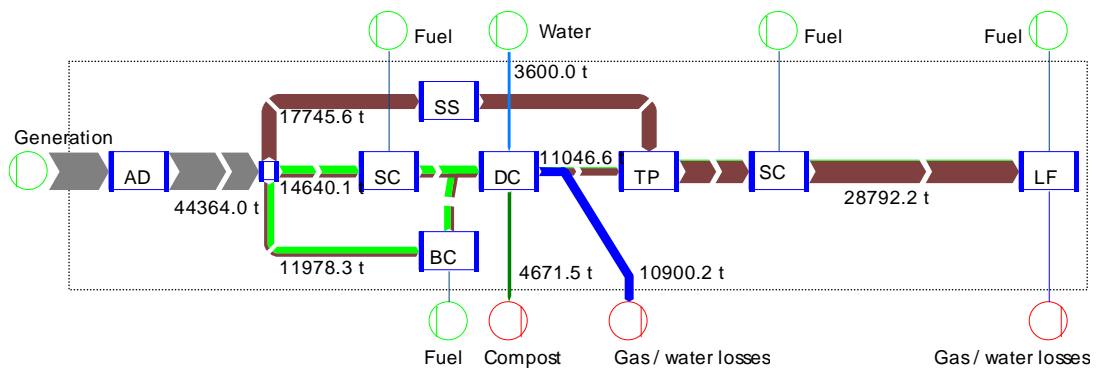 Fuel
Water
Fuel
Fuel
3600.0 t
17745.6 t
SS
Generation
AD
44364.0 t
14640.1
SC
DC
11046.6 t
TP
SC
28792.2 t
LF
11978.3 t
BC
4671.5 t
10900.2 t
Fuel
Compost
Gas / water losses
Gas / water losses